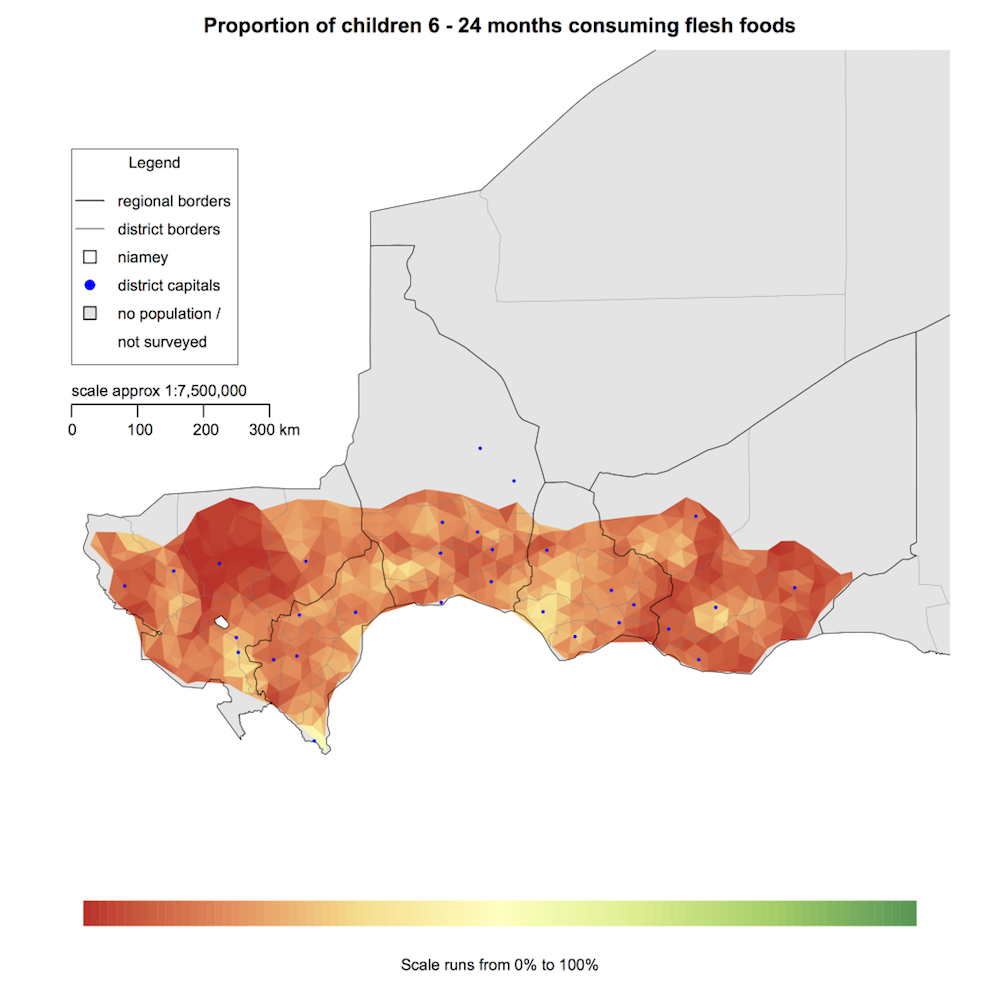 Proportion of children 6 - 24 months consuming flesh foods
Legend
regional borders
district borders
niamey
district capitals
no population /
not surveyed
scale approx 1:7,500,000
0 100 200 300 km
Scale runs from 0% to 100%